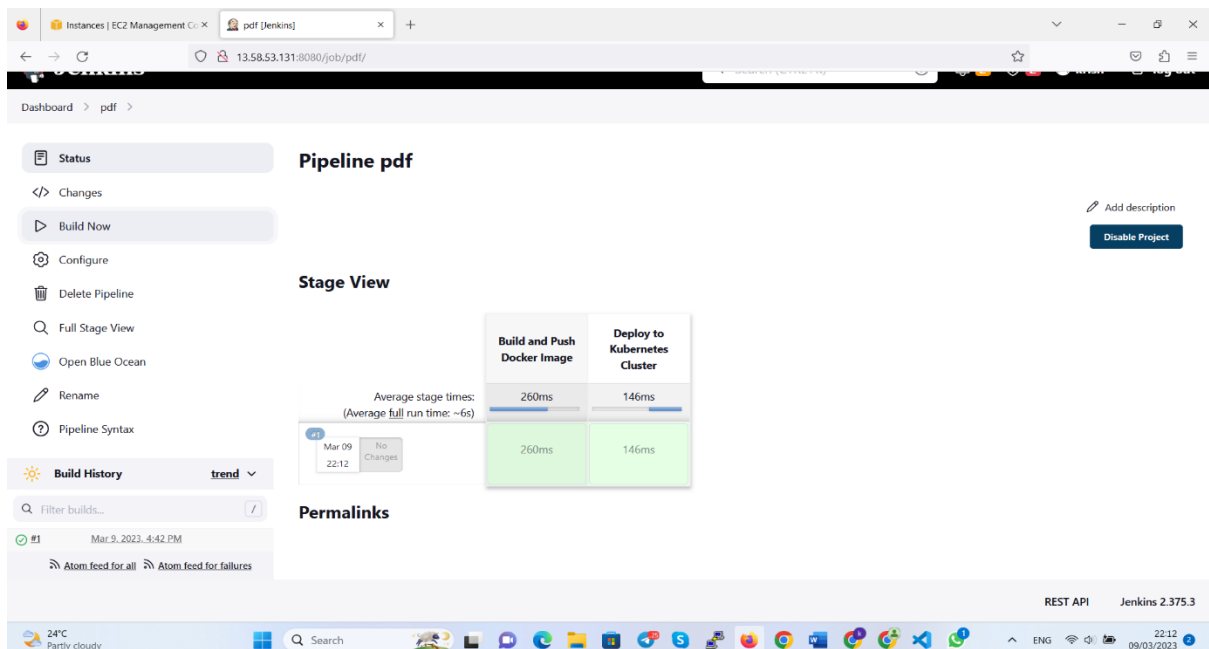 Instances | EC2 Management Co
pdf [Jenkins]
13.58.53.131:8080/job/pdf/
Jenkins
Dashboard > pdf >
Status
Changes
Build Now
Configure
Delete Pipeline
Full Stage View
Open Blue Ocean
Rename
Pipeline Syntax
Build History
trend
Filter builds...
/
#1
Mar 9, 2023, 4:42 PM
Atom feed for all
Atom feed for failures
Pipeline pdf
Add description
Disable Project
Stage View
Build and Push
Docker Image
Deploy to
Kubernetes
Cluster
Average stage times:
(Average full run time: ~6s)
260ms
146ms
#1
Mar 09
22:12
No
Changes
260ms
146ms
Permalinks
REST API
Jenkins 2.375.3
24°C
Partly cloudy
Search
ENG
22:12
09/03/2023
2